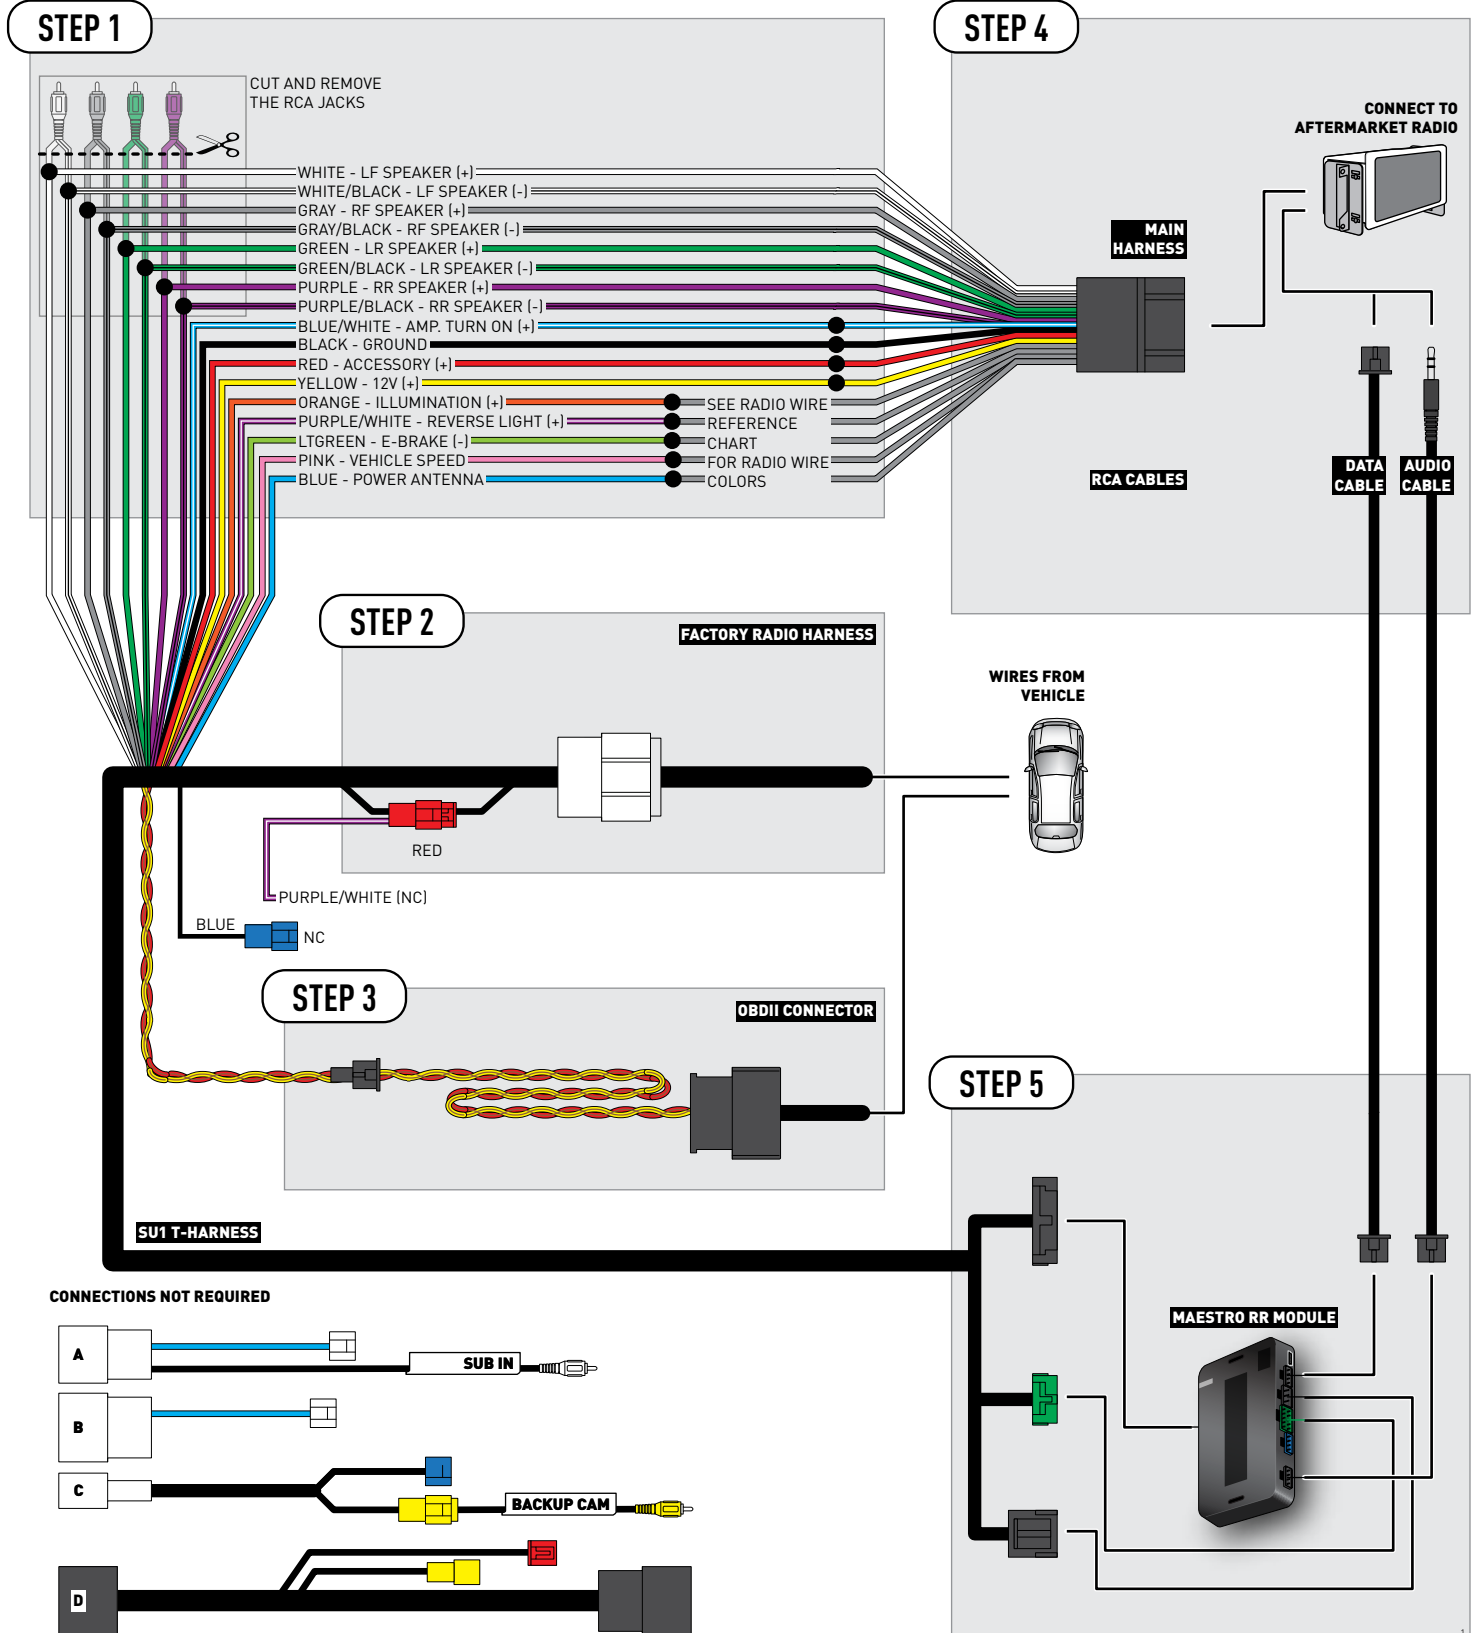 STEP 1
CUT AND REMOVE
THE RCA JACKS
WHITE - LF SPEAKER (+)
WHITE/BLACK - LF SPEAKER (-)
GRAY - RF SPEAKER (+)
GRAY/BLACK - RF SPEAKER (-)
GREEN - LR SPEAKER (+)
GREEN/BLACK - LR SPEAKER (-)
PURPLE - RR SPEAKER (+)
PURPLE/BLACK - RR SPEAKER (-)
BLUE/WHITE - AMP. TURN ON (+)
BLACK - GROUND
RED - ACCESSORY (+)
YELLOW - 12V (+)
ORANGE - ILLUMINATION (+)
PURPLE/WHITE - REVERSE LIGHT (+)
LTGREEN - E-BRAKE (-)
PINK - VEHICLE SPEED
BLUE - POWER ANTENNA
SEE RADIO WIRE
REFERENCE
CHART
FOR RADIO WIRE
COLORS
STEP 4
CONNECT TO
AFTERMARKET RADIO
MAIN
HARNESS
RCA CABLES
DATA
CABLE
AUDIO
CABLE
STEP 2
FACTORY RADIO HARNESS
WIRES FROM
VEHICLE
RED
PURPLE/WHITE (NC)
BLUE
NC
STEP 3
OBDII CONNECTOR
STEP 5
SU1 T-HARNESS
MAESTRO RR MODULE
CONNECTIONS NOT REQUIRED
A
SUB IN
B
C
BACKUP CAM
D
1